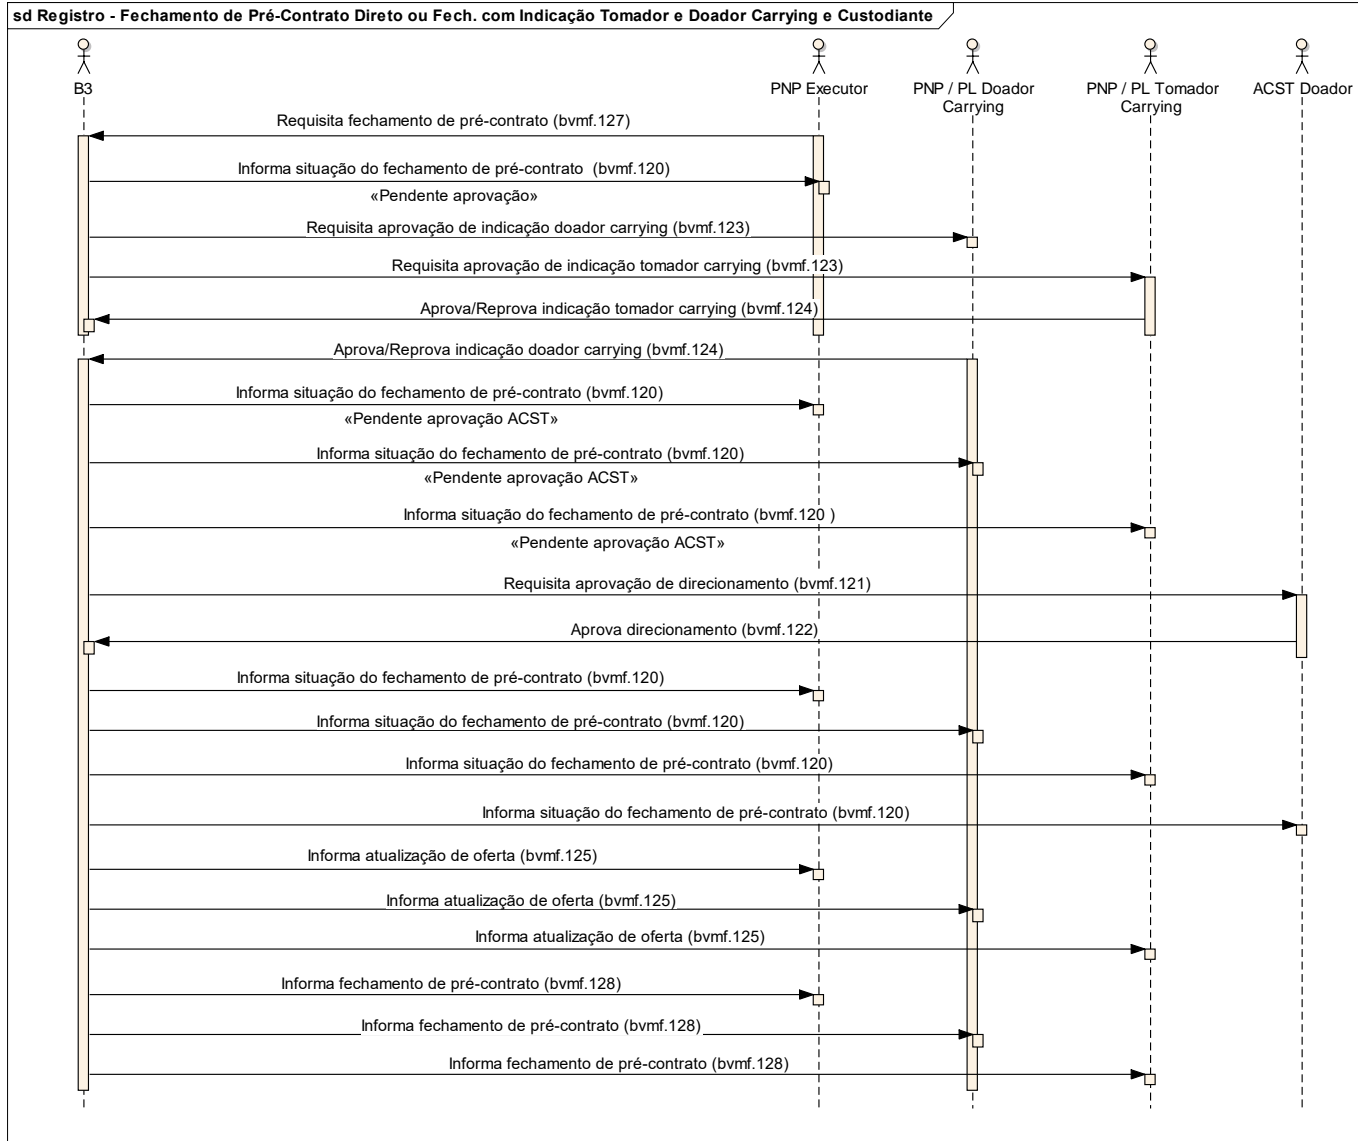 sd Registro - Fechamento de Pré-Contrato Direto ou Fech. com Indicação Tomador e Doador Carrying e Custodiante
B3
PNP Executor
PNP / PL Doador
Carrying
PNP / PL Tomador
Carrying
ACST Doador
Requisita fechamento de pré-contrato (bvmf.127)
Informa situação do fechamento de pré-contrato (bvmf.120)
«Pendente aprovação»
Requisita aprovação de indicação doador carrying (bvmf.123)
Requisita aprovação de indicação tomador carrying (bvmf.123)
Aprova/Reprova indicação tomador carrying (bvmf.124)
Aprova/Reprova indicação doador carrying (bvmf.124)
Informa situação do fechamento de pré-contrato (bvmf.120)
«Pendente aprovação ACST»
Informa situação do fechamento de pré-contrato (bvmf.120)
«Pendente aprovação ACST»
Informa situação do fechamento de pré-contrato (bvmf.120 )
«Pendente aprovação ACST»
Requisita aprovação de direcionamento (bvmf.121)
Aprova direcionamento (bvmf.122)
Informa situação do fechamento de pré-contrato (bvmf.120)
Informa situação do fechamento de pré-contrato (bvmf.120)
Informa situação do fechamento de pré-contrato (bvmf.120)
Informa situação do fechamento de pré-contrato (bvmf.120)
Informa atualização de oferta (bvmf.125)
Informa atualização de oferta (bvmf.125)
Informa atualização de oferta (bvmf.125)
Informa fechamento de pré-contrato (bvmf.128)
Informa fechamento de pré-contrato (bvmf.128)
Informa fechamento de pré-contrato (bvmf.128)